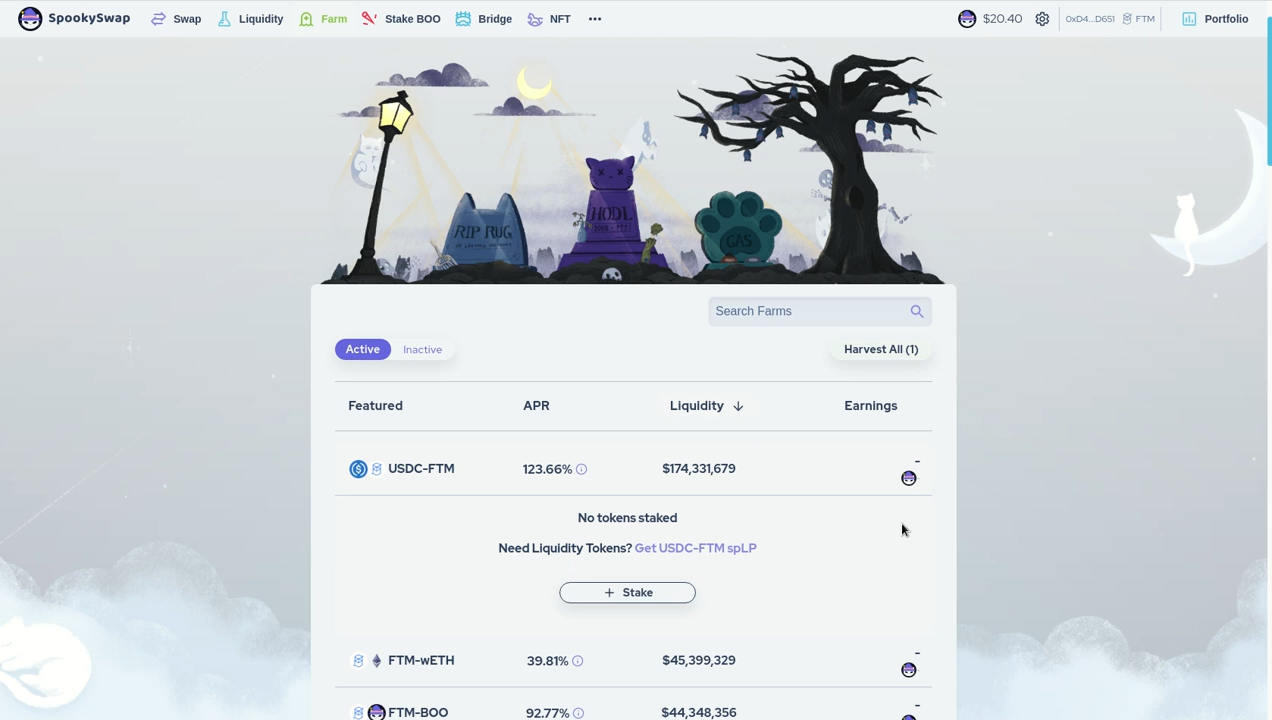 SpookySwap Swap Liquidity Farm Stake BOO Bridge NFT ••• $20.40 0xD4...D651 FTM Portfolio
RIP RUG
HODL
GAS
Search Farms
Active Inactive Harvest All (1)
Featured APR Liquidity Earnings
USDC-FTM 123.66% $174,331,679 -
No tokens staked
Need Liquidity Tokens? Get USDC-FTM spLP
+ Stake
FTM-wETH 39.81% $45,399,329 -
FTM-BOO 92.77% $44,348,356 -